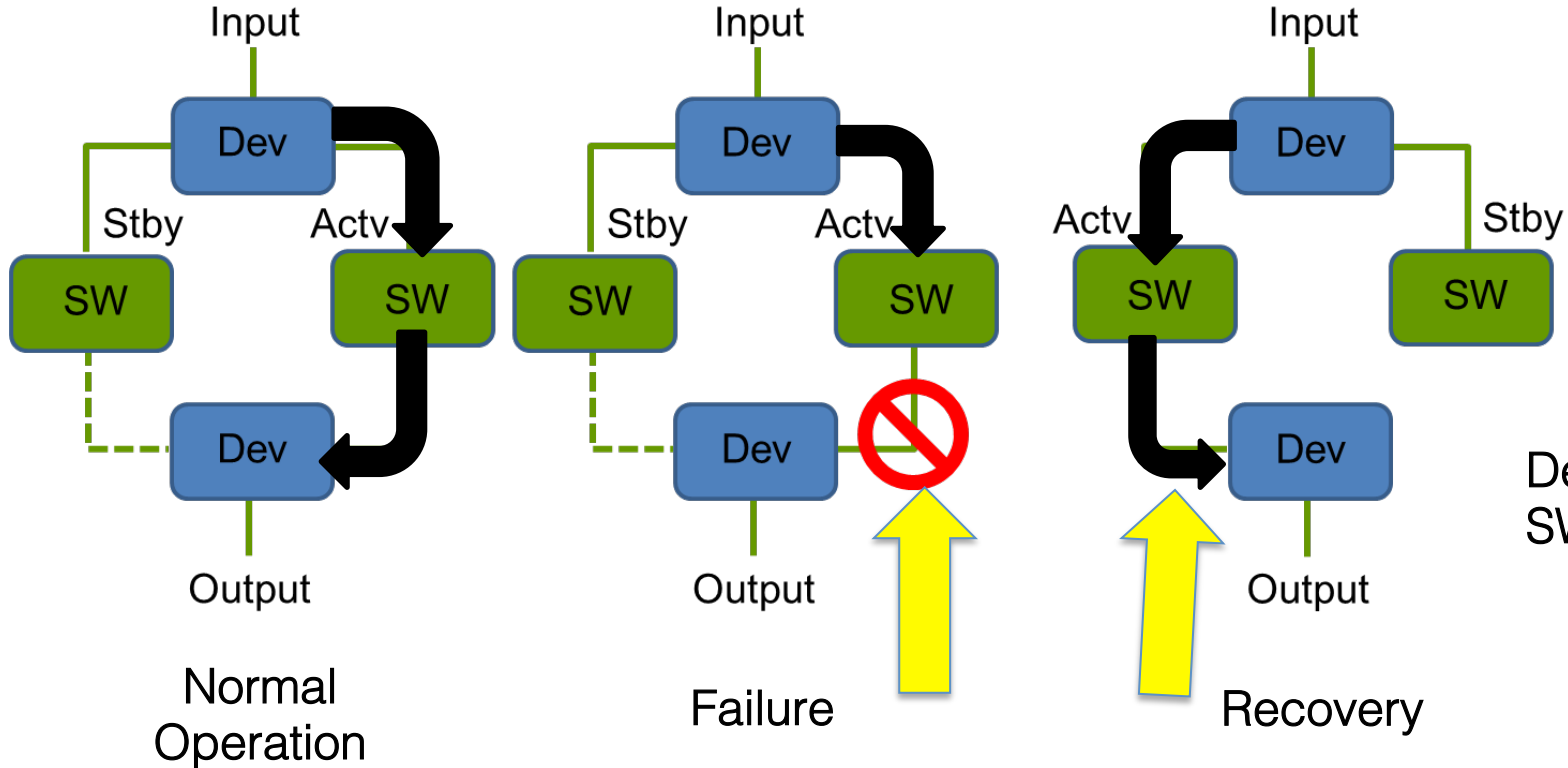 Input
Dev
Stby
Actv
SW
SW
Dev
Output
Normal
Operation
Input
Dev
Stby
Actv
SW
SW
Dev
Output
Failure
Input
Dev
Actv
Stby
SW
SW
Dev
Output
Recovery